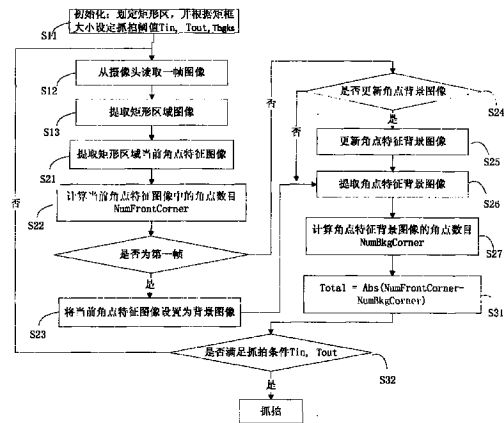 初始化：划定矩形区，并根据矩框
大小设定抓拍阈值Tin, Tout,Tbgks
S11
从摄像头读取一帧图像
S12
提取矩形区域图像
S13
提取矩形区域当前角点特征图像
S21
计算当前角点特征图像中的角点数目
NumFrontCorner
S22
是否为第一帧
否
是
将当前角点特征图像设置为背景图像
S23
是否更新角点背景图像
S24
否
是
更新角点特征背景图像
S25
提取角点特征背景图像
S26
计算角点特征背景图像的角点数目
NumBkgCorner
S27
Total = Abs(NumFrontCorner-
NumBkgCorner)
S31
是否满足抓拍条件Tin, Tout
S32
否
是
抓拍